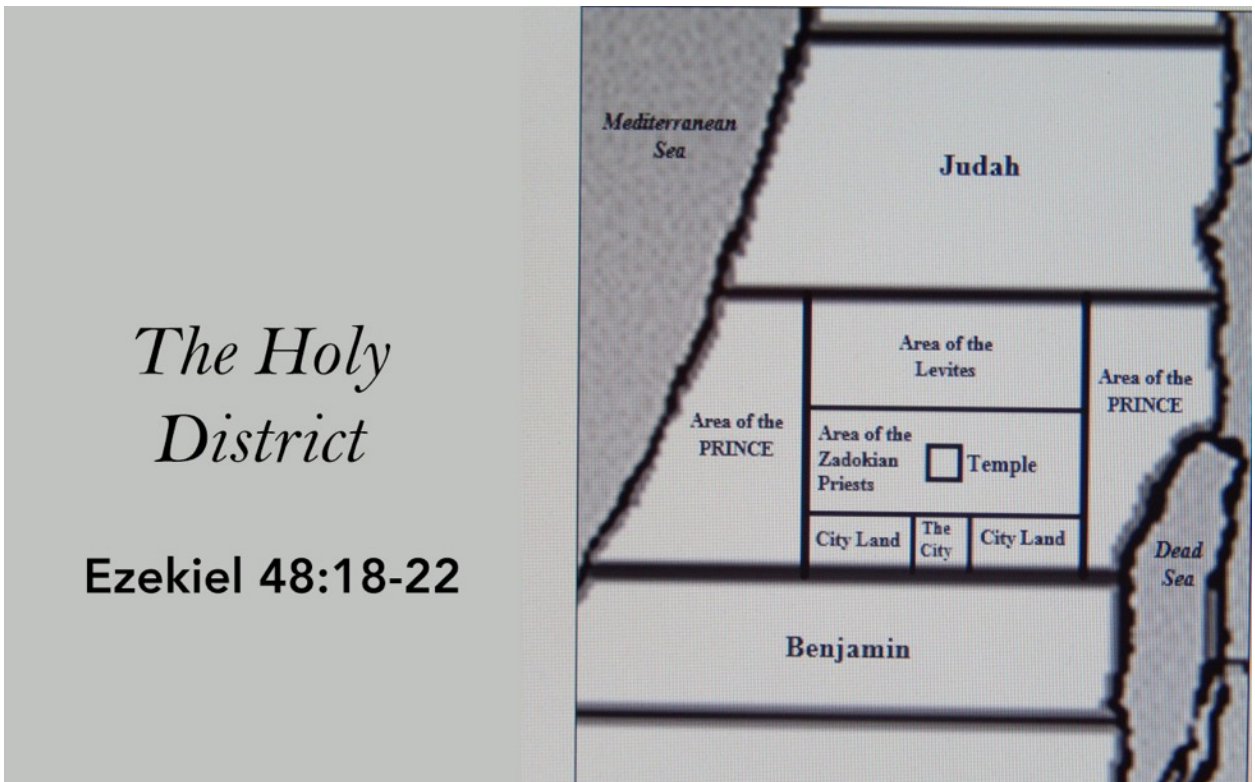 The Holy
District
Ezekiel 48:18-22
Mediterranean
Sea
Judah
Area of the
Levites
Area of the
PRINCE
Area of the
PRINCE
Area of the
Zadokian
Priests
Temple
City Land
The
City
City Land
Dead
Sea
Benjamin